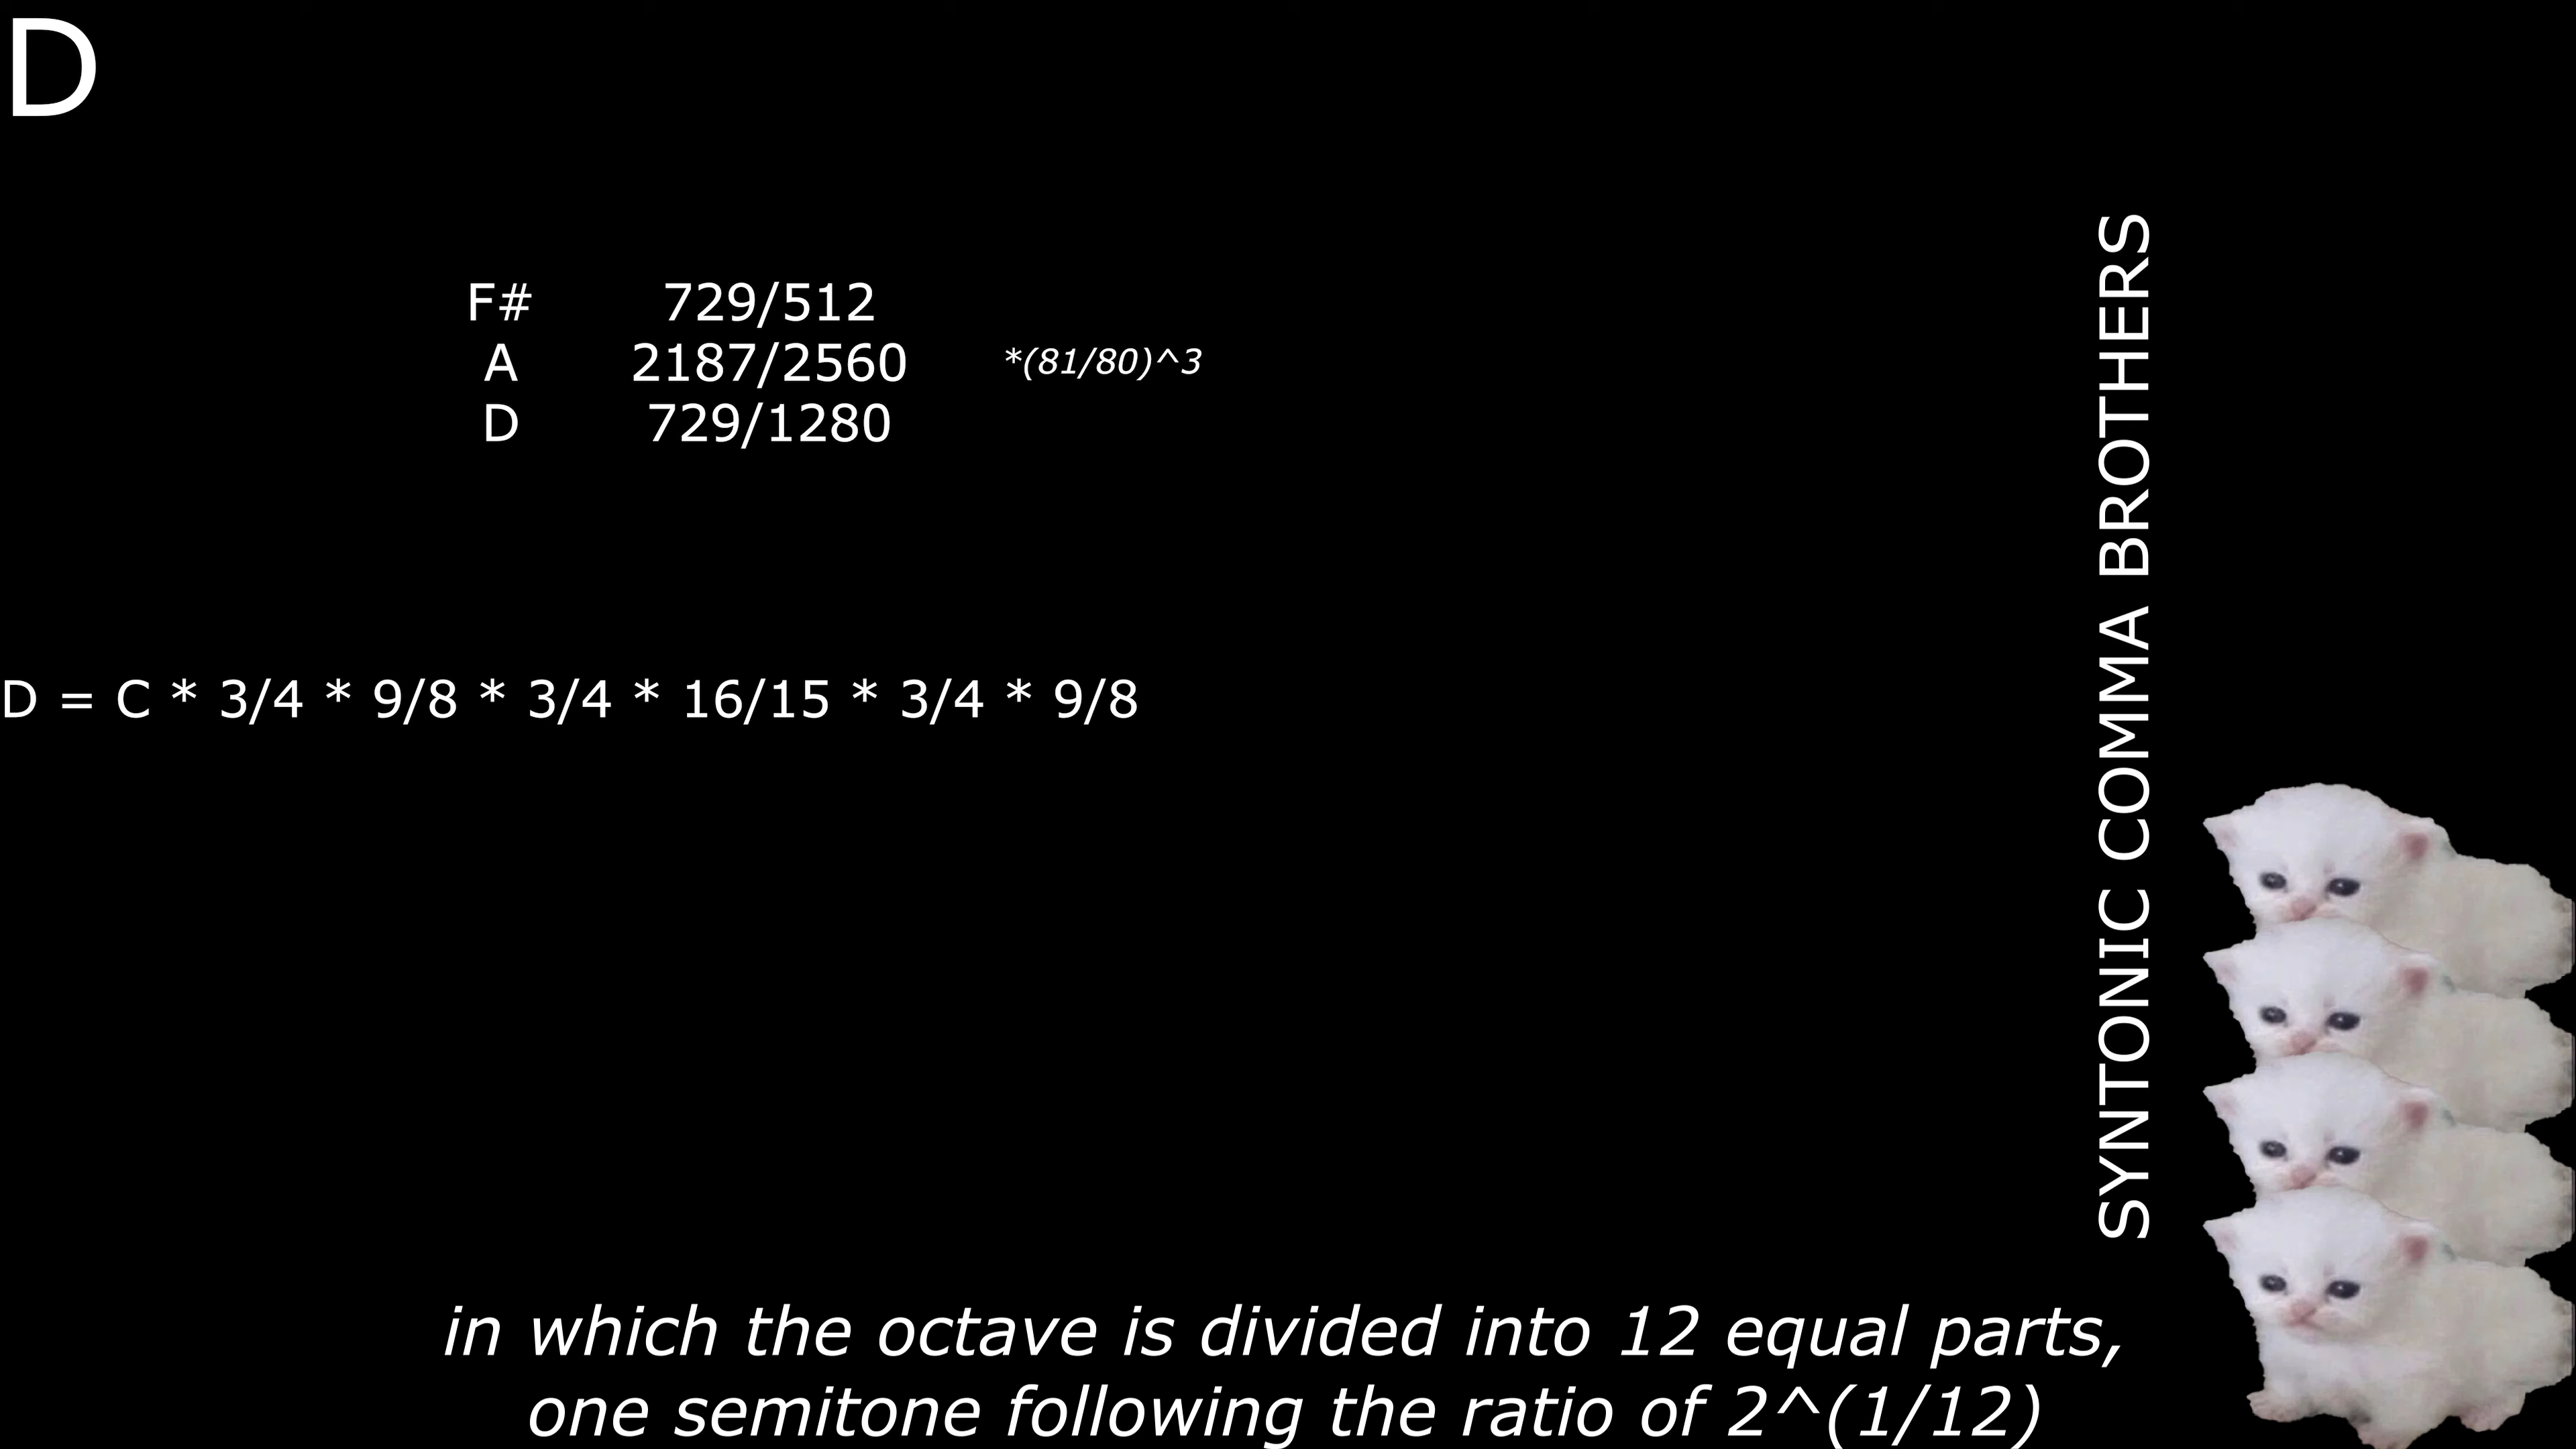 D
F# 729/512
A 2187/2560 *(81/80)^3
D 729/1280
D = C * 3/4 * 9/8 * 3/4 * 16/15 * 3/4 * 9/8
SYNTONIC COMMA BROTHERS
in which the octave is divided into 12 equal parts,
one semitone following the ratio of 2^(1/12)